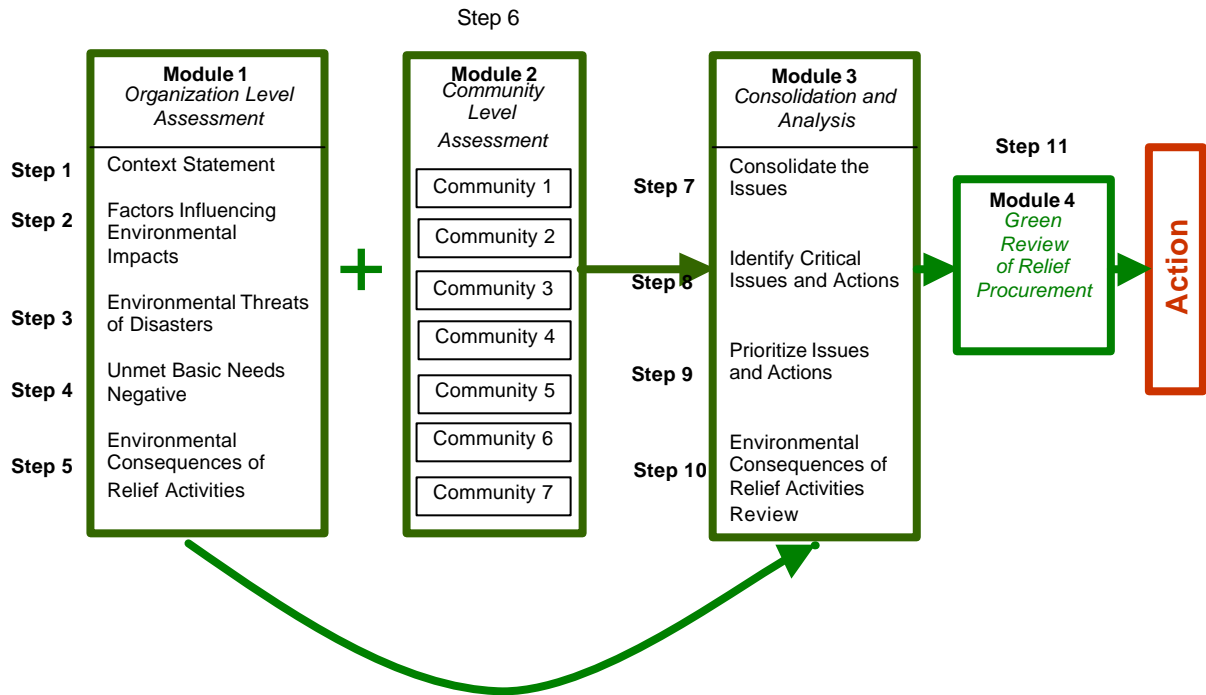 Step 6
Module 1
Organization Level
Assessment
Step 1
Context Statement
Step 2
Factors Influencing
Environmental
Impacts
Step 3
Environmental Threats
of Disasters
Step 4
Unmet Basic Needs
Negative
Step 5
Environmental
Consequences of
Relief Activities
+
Module 2
Community
Level
Assessment
Community 1
Community 2
Community 3
Community 4
Community 5
Community 6
Community 7
Module 3
Consolidation and
Analysis
Step 7
Consolidate the
Issues
Step 8
Identify Critical
Issues and Actions
Step 9
Prioritize Issues
and Actions
Step 10
Environmental
Consequences of
Relief Activities
Review
Step 11
Module 4
Green
Review
of Relief
Procurement
Action